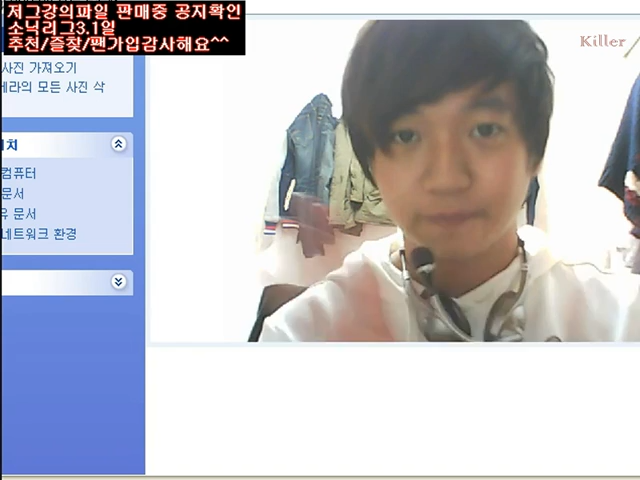 저그강의파일 판매중 공지확인
소닉리그3.1일
추천/즐찾/팬가입감사해요^^
Killer
사진 가져오기
메라의 모든 사진 삭
치
컴퓨터
문서
유 문서
네트워크 환경